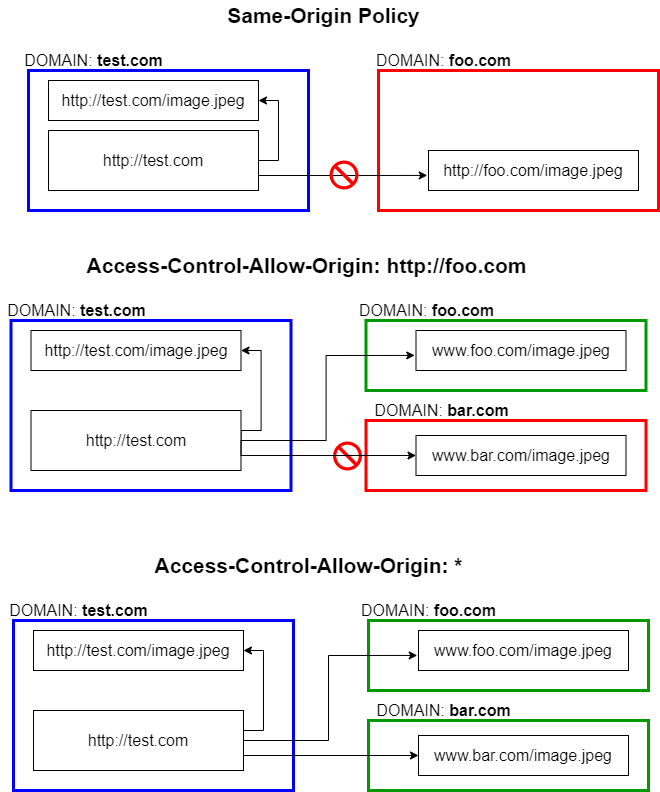 Same-Origin Policy
DOMAIN: test.com
DOMAIN: foo.com
http://test.com/image.jpeg
http://test.com
http://foo.com/image.jpeg
Access-Control-Allow-Origin: http://foo.com
DOMAIN: test.com
DOMAIN: foo.com
http://test.com/image.jpeg
www.foo.com/image.jpeg
DOMAIN: bar.com
http://test.com
www.bar.com/image.jpeg
Access-Control-Allow-Origin: *
DOMAIN: test.com
DOMAIN: foo.com
http://test.com/image.jpeg
www.foo.com/image.jpeg
DOMAIN: bar.com
http://test.com
www.bar.com/image.jpeg